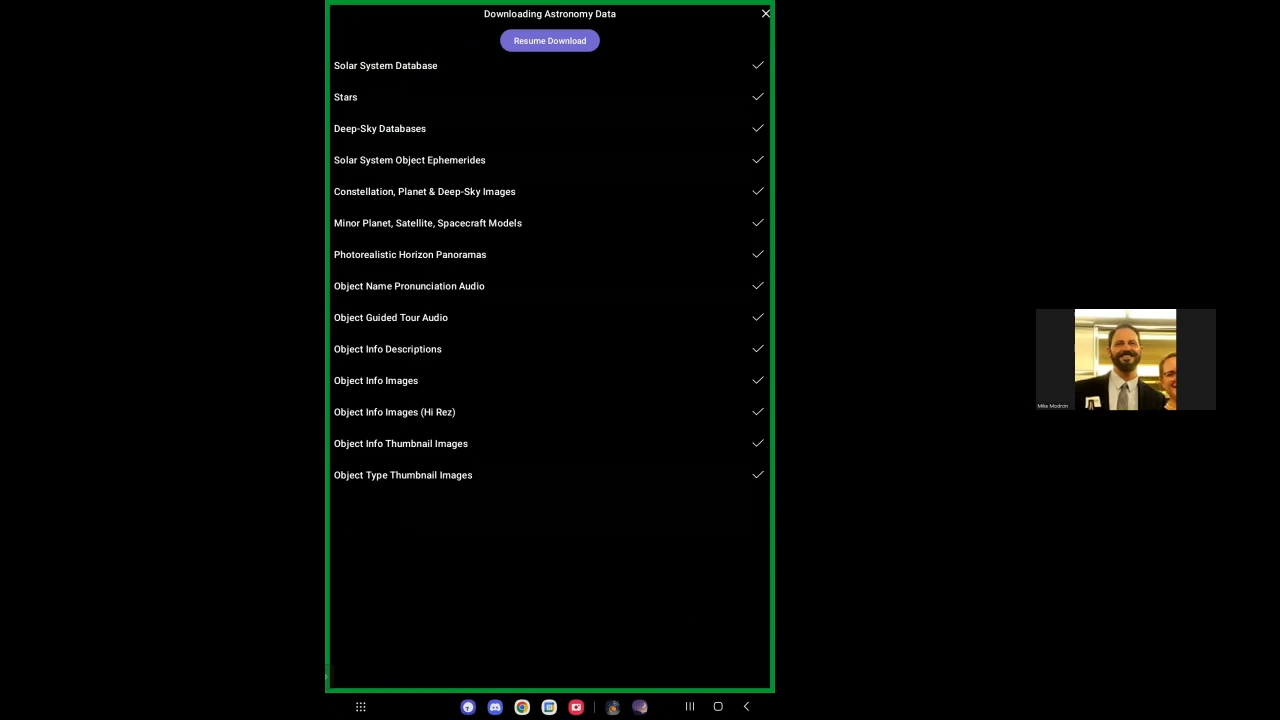 Downloading Astronomy Data
Resume Download
Solar System Database
Stars
Deep-Sky Databases
Solar System Object Ephemerides
Constellation, Planet & Deep-Sky Images
Minor Planet, Satellite, Spacecraft Models
Photorealistic Horizon Panoramas
Object Name Pronunciation Audio
Object Guided Tour Audio
Object Info Descriptions
Object Info Images
Object Info Images (Hi Rez)
Object Info Thumbnail Images
Object Type Thumbnail Images